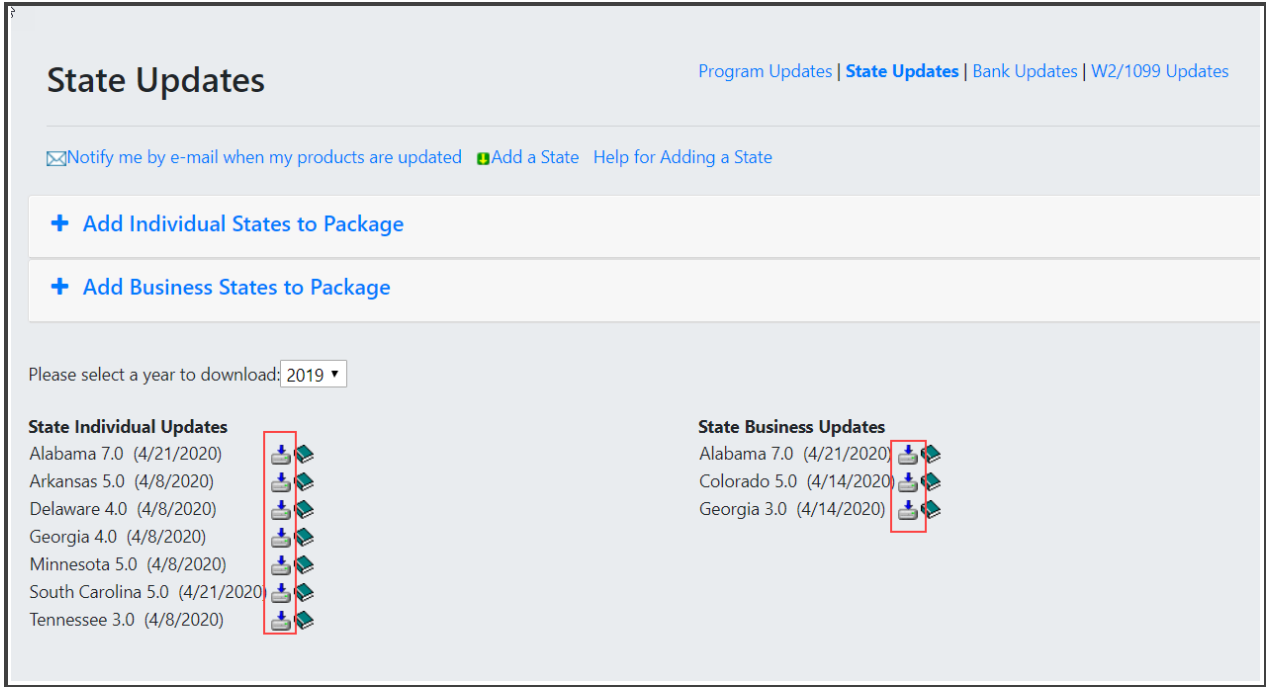 State Updates
Program Updates | State Updates | Bank Updates | W2/1099 Updates
Notify me by e-mail when my products are updated Add a State Help for Adding a State
+ Add Individual States to Package
+ Add Business States to Package
Please select a year to download: 2019
State Individual Updates
Alabama 7.0 (4/21/2020)
Arkansas 5.0 (4/8/2020)
Delaware 4.0 (4/8/2020)
Georgia 4.0 (4/8/2020)
Minnesota 5.0 (4/8/2020)
South Carolina 5.0 (4/21/2020)
Tennessee 3.0 (4/8/2020)
State Business Updates
Alabama 7.0 (4/21/2020)
Colorado 5.0 (4/14/2020)
Georgia 3.0 (4/14/2020)